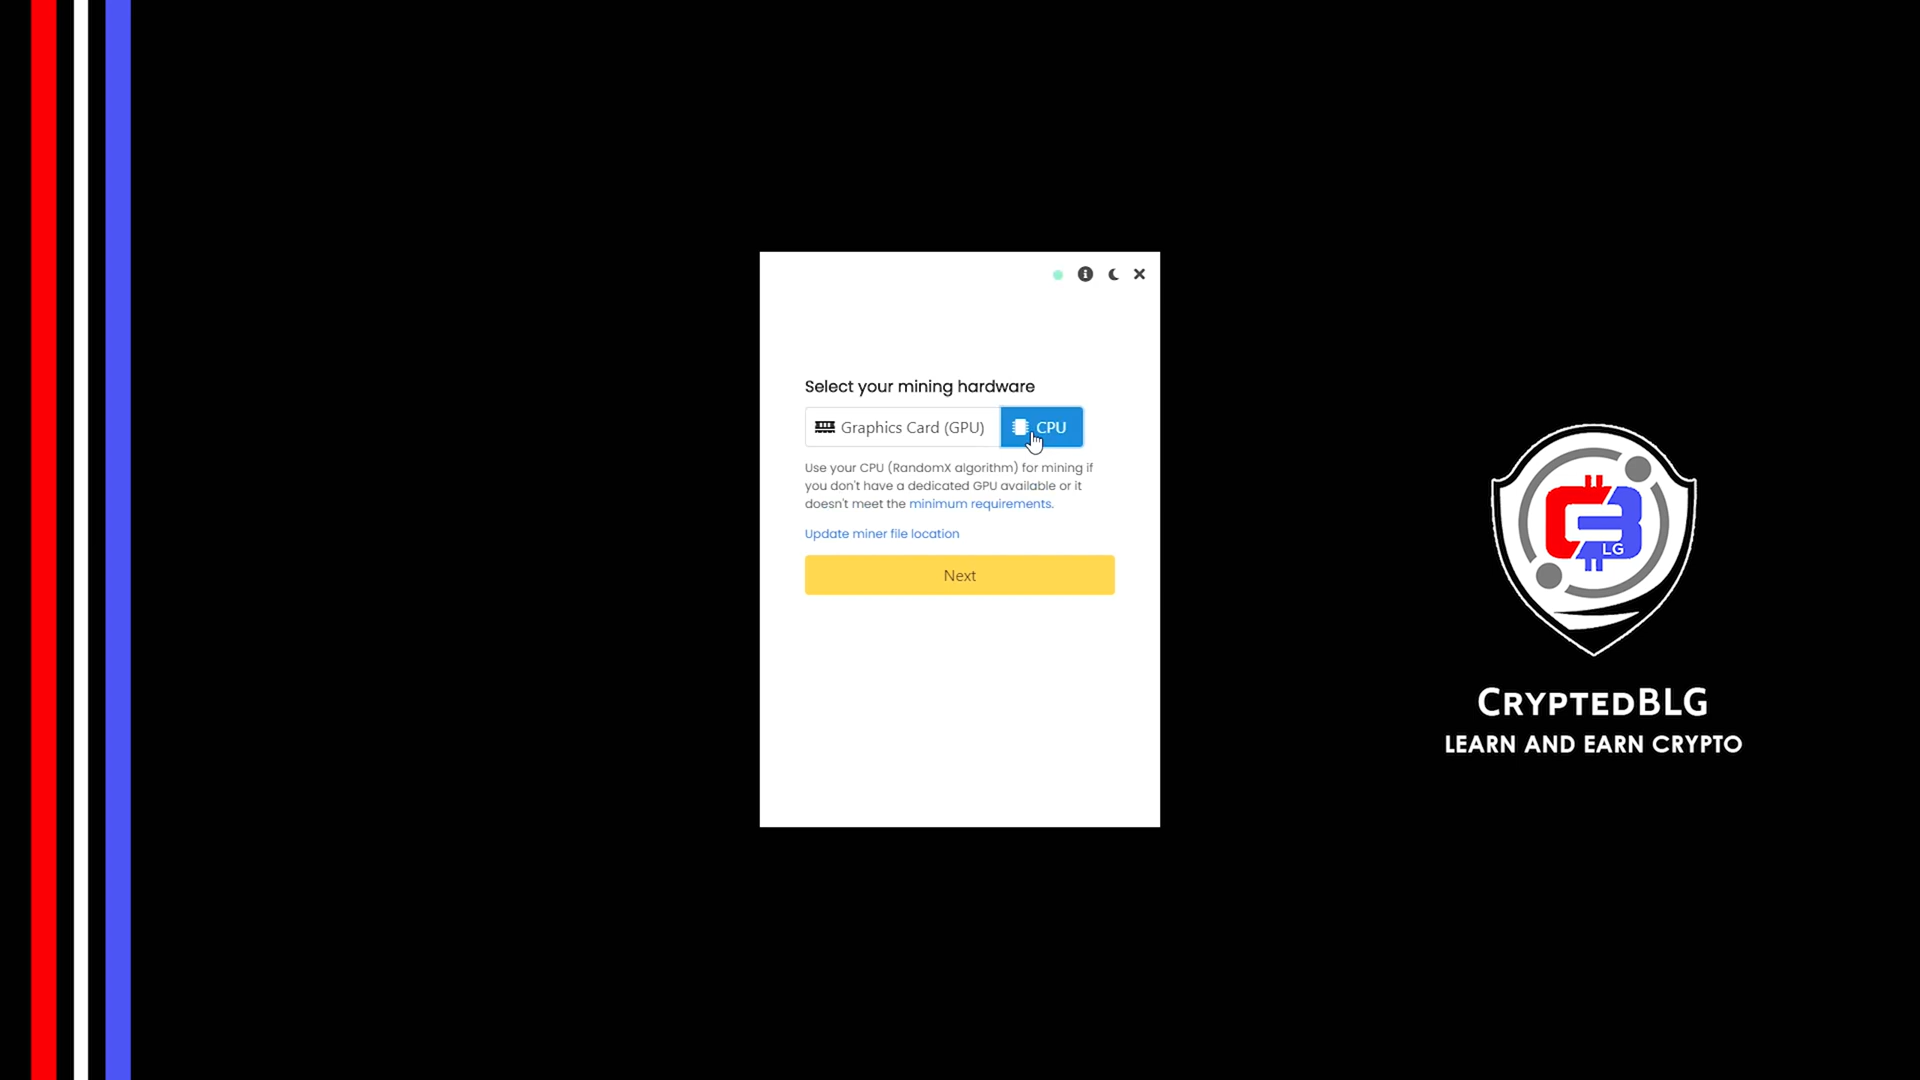 Select your mining hardware
Graphics Card (GPU)
CPU
Use your CPU (RandomX algorithm) for mining if
you don't have a dedicated GPU available or it
doesn't meet the minimum requirements.
Update miner file location
Next
LG
CRYPTEDBLG
LEARN AND EARN CRYPTO